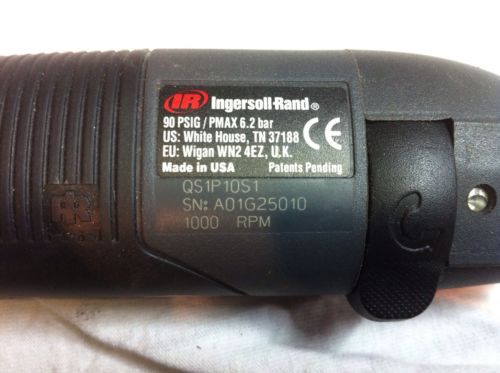 IR Ingersoll-Rand®
90 PSIG / PMAX 6.2 bar
US: White House, TN 37188
EU: Wigan WN2 4EZ, U.K.
CE
Made in USA Patents Pending
QS1P10S1
SN: A01G25010
1000 RPM